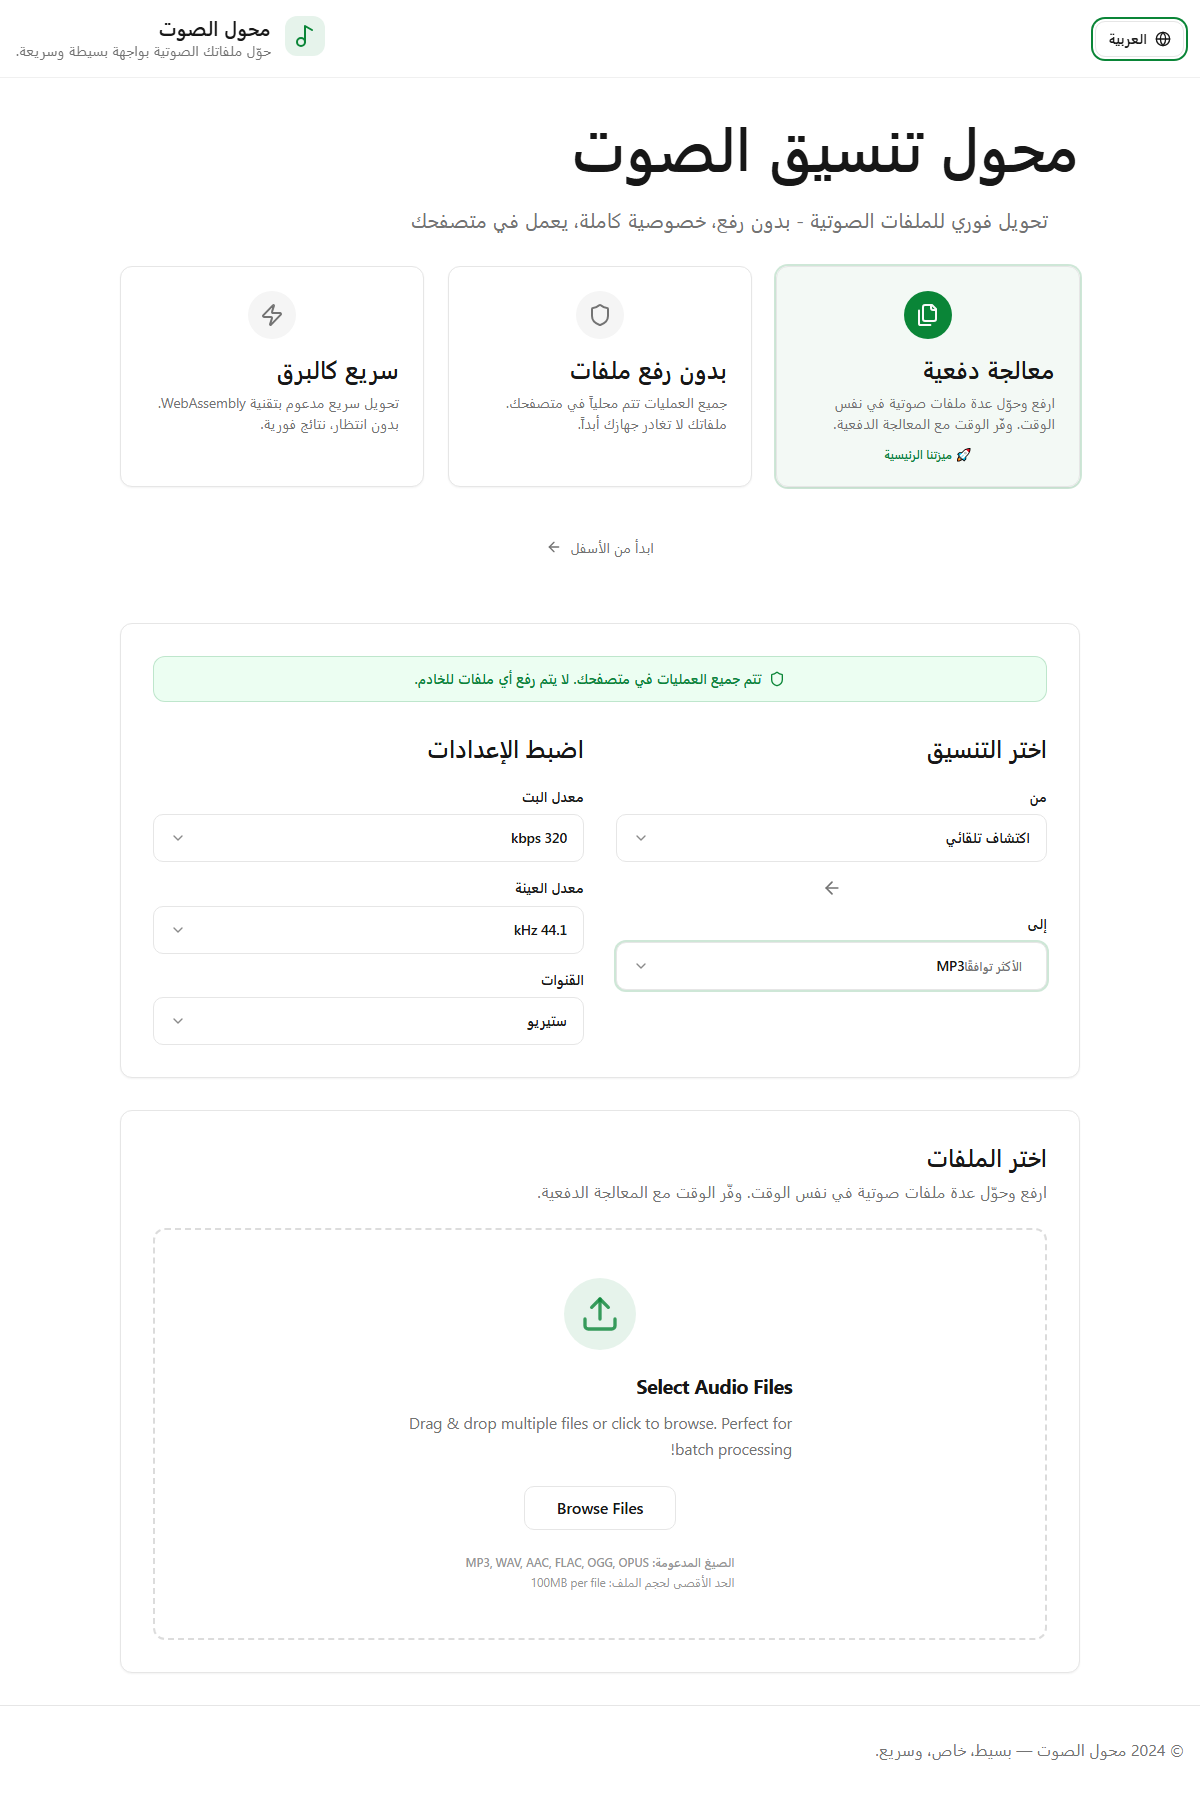 العربية
محول الصوت
حوّل ملفاتك الصوتية بواجهة بسيطة وسريعة.
محول تنسيق الصوت
تحويل فوري للملفات الصوتية - بدون رفع، خصوصية كاملة، يعمل في متصفحك
معالجة دفعية
ارفع وحوّل عدة ملفات صوتية في نفس
الوقت. وفّر الوقت مع المعالجة الدفعية.
🚀 ميزتنا الرئيسية
بدون رفع ملفات
جميع العمليات تتم محلياً في متصفحك.
ملفاتك لا تغادر جهازك أبداً.
سريع كالبرق
تحويل سريع مدعوم بتقنية WebAssembly.
بدون انتظار، نتائج فورية.
ابدأ من الأسفل
تتم جميع العمليات في متصفحك. لا يتم رفع أي ملفات للخادم.
اختر التنسيق
من
اكتشاف تلقائي
إلى
الأكثر توافقًاMP3
اضبط الإعدادات
معدل البت
320 kbps
معدل العينة
44.1 kHz
القنوات
ستيريو
اختر الملفات
ارفع وحوّل عدة ملفات صوتية في نفس الوقت. وفّر الوقت مع المعالجة الدفعية.
Select Audio Files
Drag & drop multiple files or click to browse. Perfect for
batch processing!
Browse Files
الصيغ المدعومة: MP3, WAV, AAC, FLAC, OGG, OPUS
الحد الأقصى لحجم الملف: 100MB per file
© 2024 محول الصوت — بسيط، خاص، وسريع.